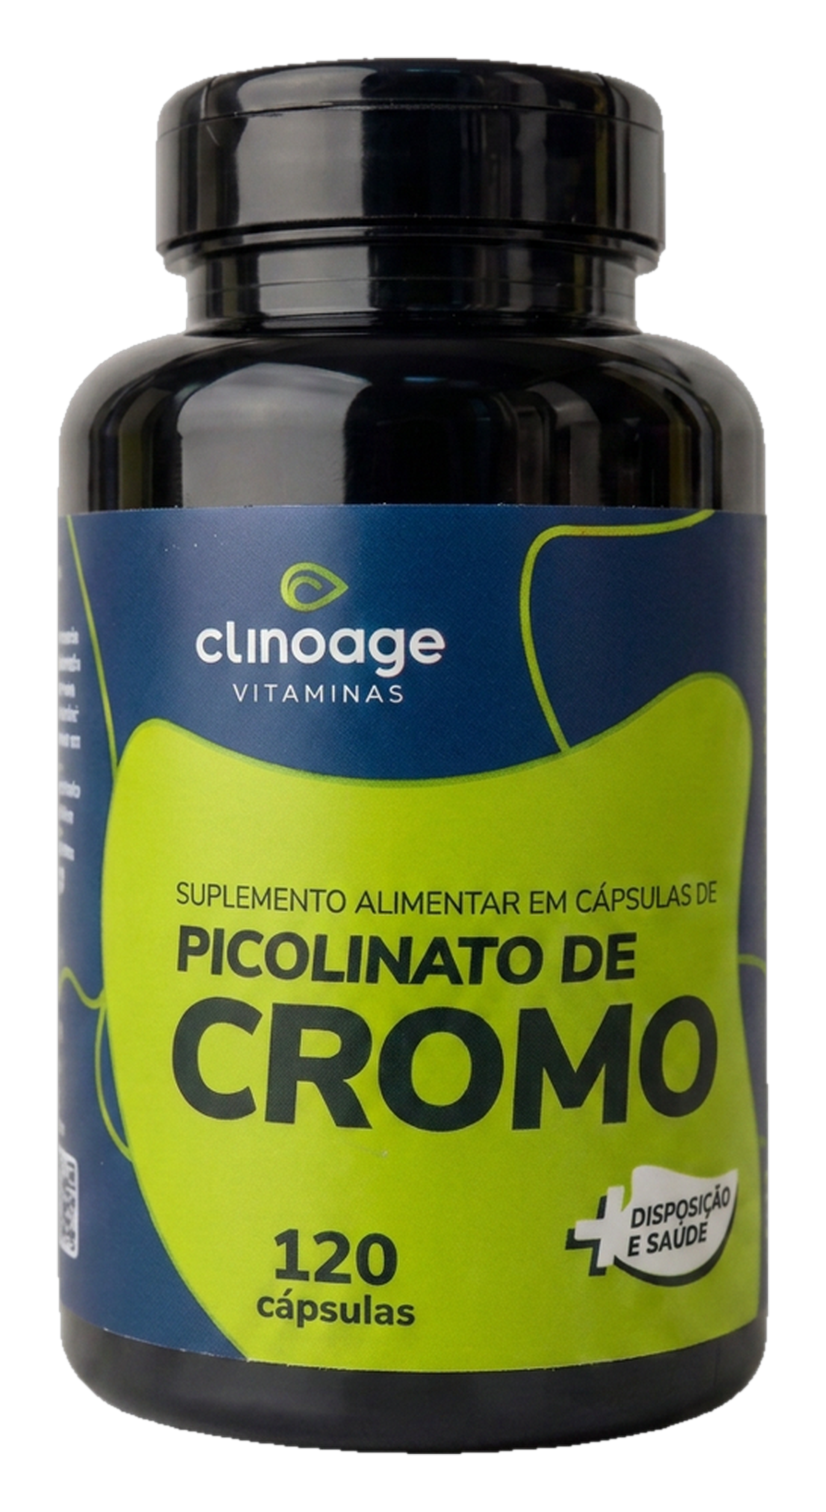 clinoage
VITAMINAS
SUPLEMENTO ALIMENTAR EM CÁPSULAS DE
PICOLINATO DE
CROMO
DISPOSIÇÃO
E SAÚDE
120
cápsulas